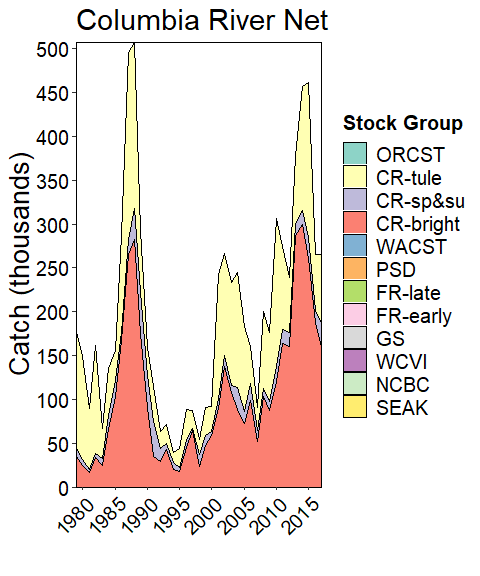 Columbia River Net
Catch (thousands)
500
450
400
350
300
250
200
150
100
50
0
1980
1985
1990
1995
2000
2005
2010
2015
Stock Group
ORCST
CR-tule
CR-sp&su
CR-bright
WACST
PSD
FR-late
FR-early
GS
WCVI
NCBC
SEAK